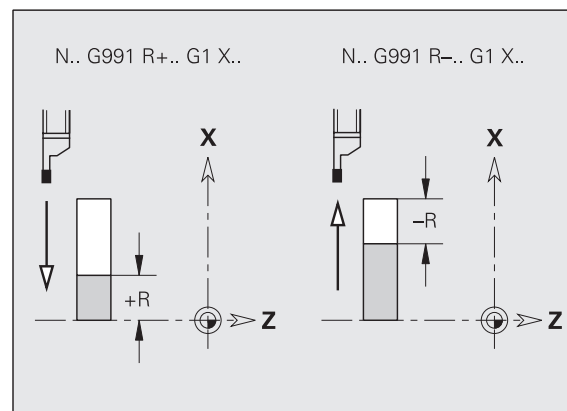 N.. G991 R+.. G1 X..
N.. G991 R–.. G1 X..
X
X
–R
+R
Z
Z